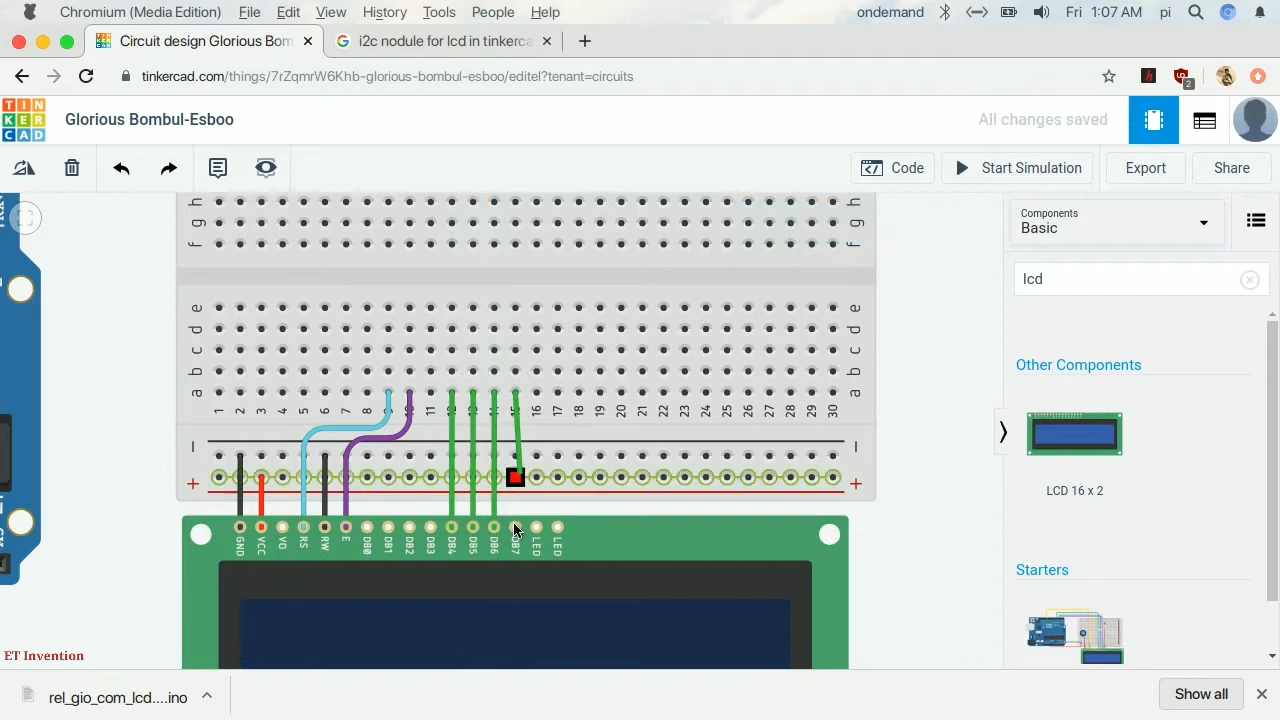 Chromium (Media Edition) File Edit View History Tools People Help ondemand Fri 1:07 AM pi
Circuit design Glorious Bom
i2c nodule for lcd in tinkerca
tinkercad.com/things/7rZqmrW6Khb-glorious-bombul-esboo/editel?tenant=circuits
2
TIN
KER
CAD
Glorious Bombul-Esboo
All changes saved
Code
Start Simulation
Export
Share
Components
Basic
lcd
Other Components
LCD 16 x 2
Starters
h h
g g
f f
e e
d d
c c
b b
a a
1 2 3 4 5 6 7 8 9 10 11 12 13 14 15 16 17 18 19 20 21 22 23 24 25 26 27 28 29 30
GND VCC V0 RS RW E DB0 DB1 DB2 DB3 DB4 DB5 DB6 DB7 LED LED
ET Invention
rel_gio_com_lcd....ino
Show all